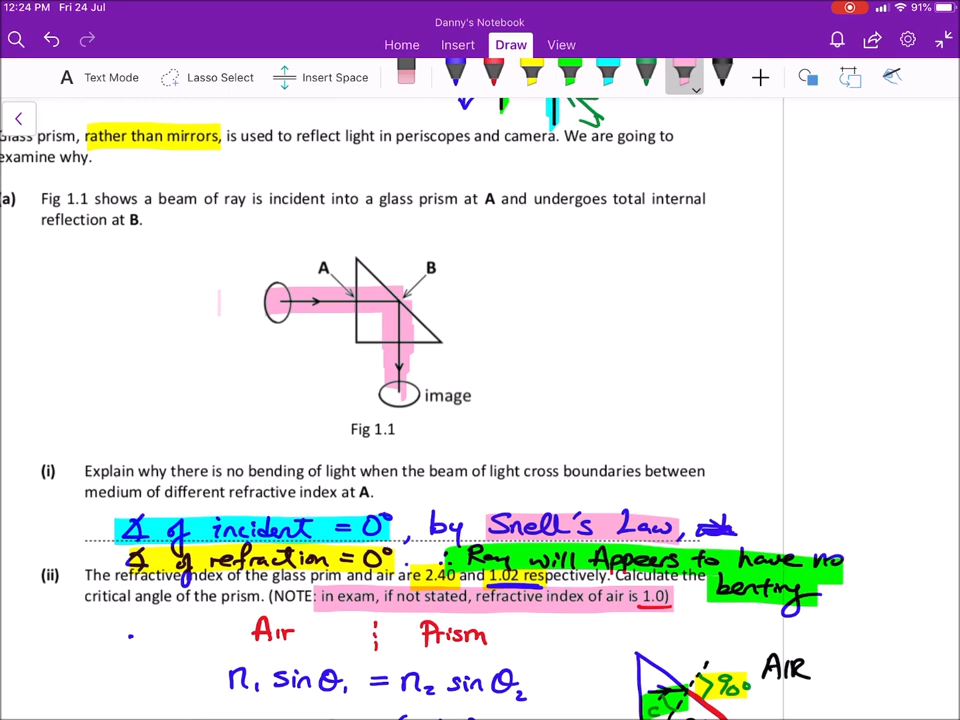 12:24 PM Fri 24 Jul
91%
Danny's Notebook
Home Insert Draw View
A Text Mode Lasso Select Insert Space
Glass prism, rather than mirrors, is used to reflect light in periscopes and camera. We are going to
examine why.
(a) Fig 1.1 shows a beam of ray is incident into a glass prism at A and undergoes total internal
reflection at B.
A B
image
Fig 1.1
(i) Explain why there is no bending of light when the beam of light cross boundaries between
medium of different refractive index at A.
∡ of incident = 0°, by Snell's Law,
∡ of refraction = 0°. ∴ Ray will Appears to have no
benting
(ii) The refractive index of the glass prim and air are 2.40 and 1.02 respectively. Calculate the
critical angle of the prism. (NOTE: in exam, if not stated, refractive index of air is 1.0)
Air Prism
n₁ sin θ₁ = n₂ sin θ₂
AIR
90°
c